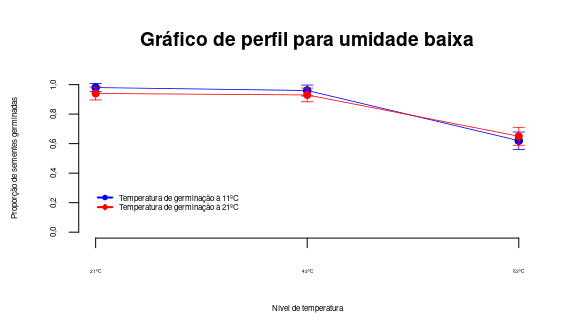 Gráfico de perfil para umidade baixa
Proporção de sementes germinadas
1,0
0,8
0,6
0,4
0,2
0,0
Temperatura de germinação à 11ºC
Temperatura de germinação à 21ºC
21ºC
42ºC
62ºC
Nível de temperatura